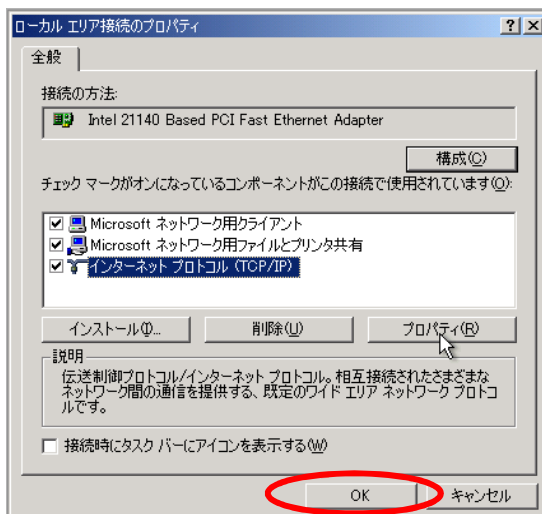 ローカル エリア接続のプロパティ
全般
接続の方法:
Intel 21140 Based PCI Fast Ethernet Adapter
構成(C)
チェック マークがオンになっているコンポーネントがこの接続で使用されています(O):
Microsoft ネットワーク用クライアント
Microsoft ネットワーク用ファイルとプリンタ共有
インターネット プロトコル (TCP/IP)
インストール(I)... 削除(U) プロパティ(R)
説明
伝送制御プロトコル/インターネット プロトコル。相互接続されたさまざまな
ネットワーク間の通信を提供する、既定のワイド エリア ネットワーク プロトコ
ルです。
接続時にタスク バーにアイコンを表示する(W)
OK キャンセル